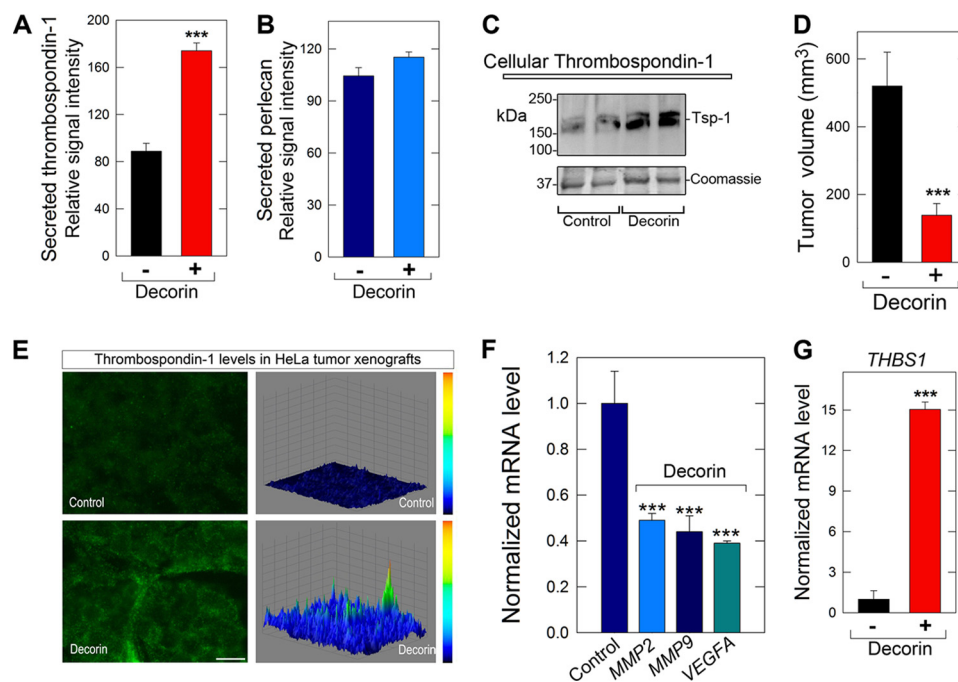 A
Secreted thrombospondin-1
Relative signal intensity
200
160
120
80
40
0
***
-
+
Decorin
B
Secreted perlecan
Relative signal intensity
150
120
90
60
30
0
-
+
Decorin
C
Cellular Thrombospondin-1
kDa
250
150
100
37
Tsp-1
Coomassie
Control
Decorin
D
Tumor volume (mm3)
600
400
200
0
***
-
+
Decorin
E
Thrombospondin-1 levels in HeLa tumor xenografts
Control
Control
Decorin
Decorin
F
Normalized mRNA level
1.2
1.0
0.8
0.6
0.4
0.2
0.0
Decorin
***
***
***
Control
MMP2
MMP9
VEGFA
G
THBS1
Normalized mRNA level
15
12
9
6
3
0
***
-
+
Decorin